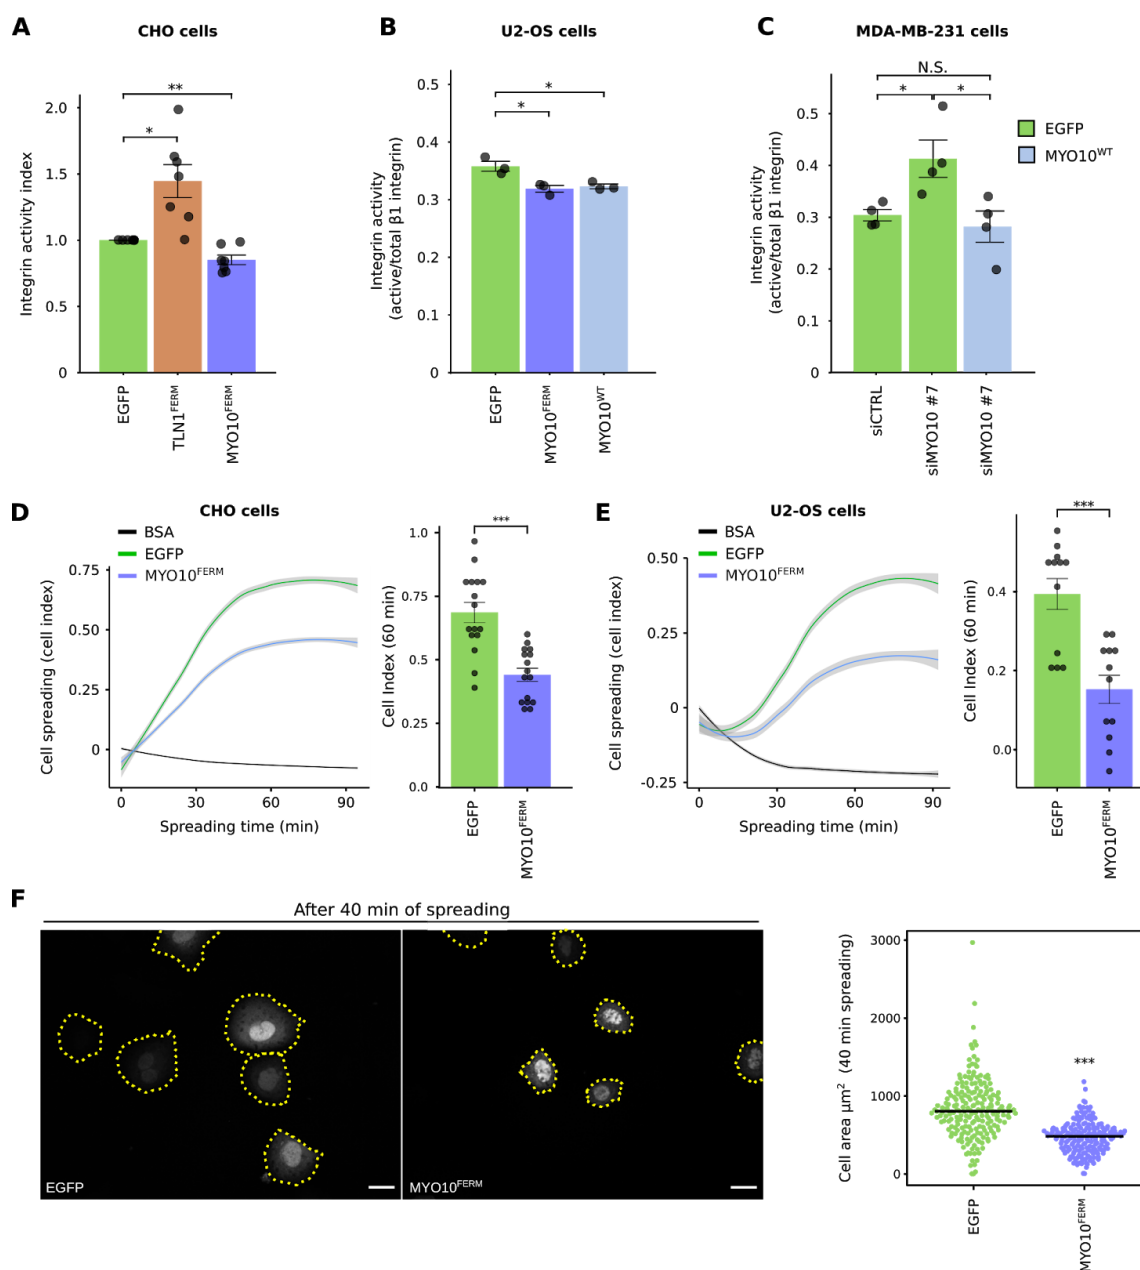 A
CHO cells
Integrin activity index
2.0
1.5
1.0
0.5
0
**
*
EGFP
TLN1FERM
MYO10FERM
B
U2-OS cells
Integrin activity
(active/total β1 integrin)
0.5
0.4
0.3
0.2
0.1
0
*
*
EGFP
MYO10FERM
MYO10WT
C
MDA-MB-231 cells
Integrin activity
(active/total β1 integrin)
0.5
0.4
0.3
0.2
0.1
0
N.S.
*
*
siCTRL
siMYO10 #7
siMYO10 #7
EGFP
MYO10WT
D
CHO cells
BSA
EGFP
MYO10FERM
Cell spreading (cell index)
0.75
0.50
0.25
0
0
30
60
90
Spreading time (min)
Cell Index (60 min)
1.0
0.75
0.5
0.25
0.0
***
EGFP
MYO10FERM
E
U2-OS cells
BSA
EGFP
MYO10FERM
Cell spreading (cell index)
0.50
0.25
0
-0.25
0
30
60
90
Spreading time (min)
Cell Index (60 min)
0.4
0.2
0.0
***
EGFP
MYO10FERM
F
After 40 min of spreading
EGFP
MYO10FERM
Cell area µm2 (40 min spreading)
3000
2000
1000
0
***
EGFP
MYO10FERM